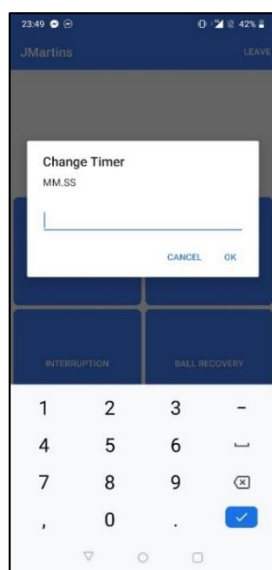 23:49 42%
JMartins LEAVE
Change Timer
MM.SS
CANCEL OK
INTERRUPTION BALL RECOVERY
1 2 3 -
4 5 6
7 8 9
, 0 .